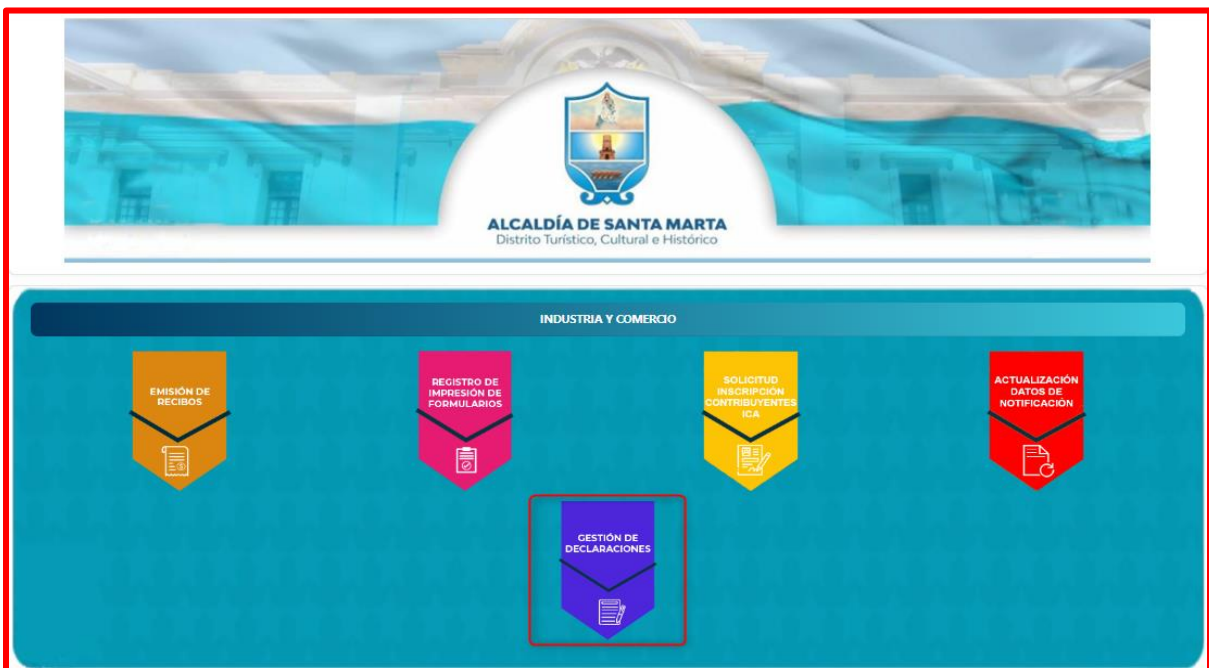 ALCALDÍA DE SANTA MARTA
Distrito Turístico, Cultural e Histórico
INDUSTRIA Y COMERCIO
EMISIÓN DE
RECIBOS
REGISTRO DE
IMPRESIÓN DE
FORMULARIOS
SOLICITUD
INSCRIPCIÓN
CONTRIBUYENTES
ICA
ACTUALIZACIÓN
DATOS DE
NOTIFICACIÓN
GESTIÓN DE
DECLARACIONES